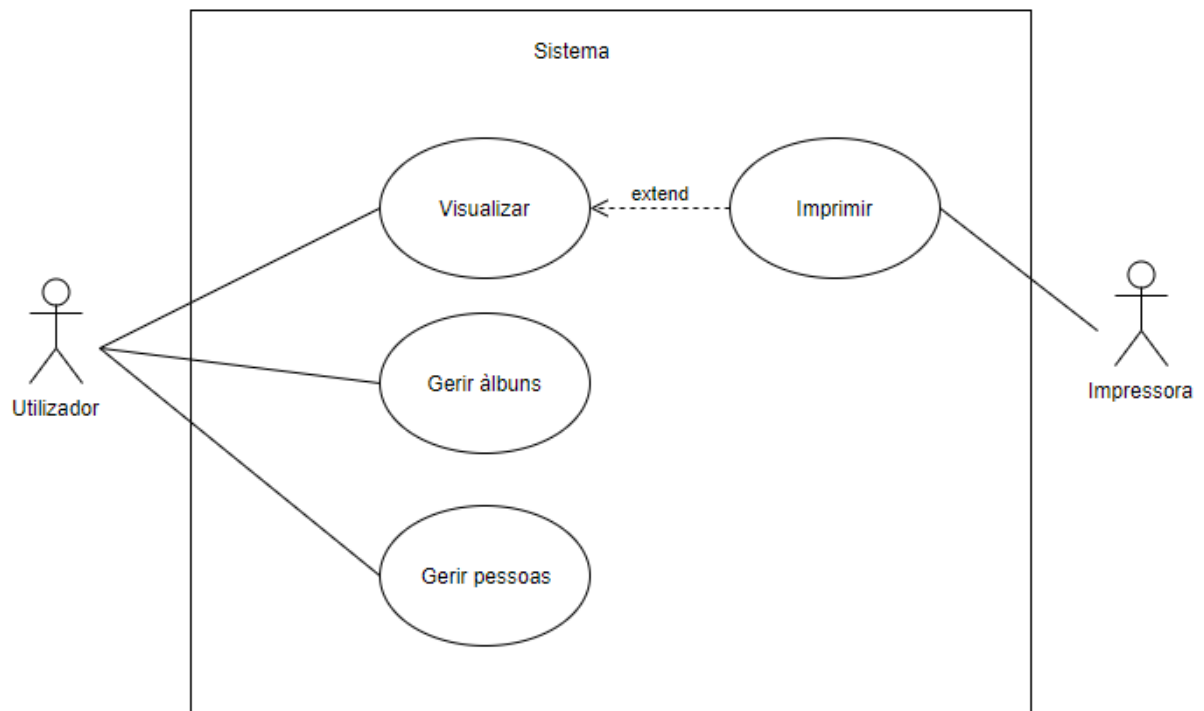 Sistema
Visualizar
extend
Imprimir
Gerir àlbuns
Utilizador
Impressora
Gerir pessoas